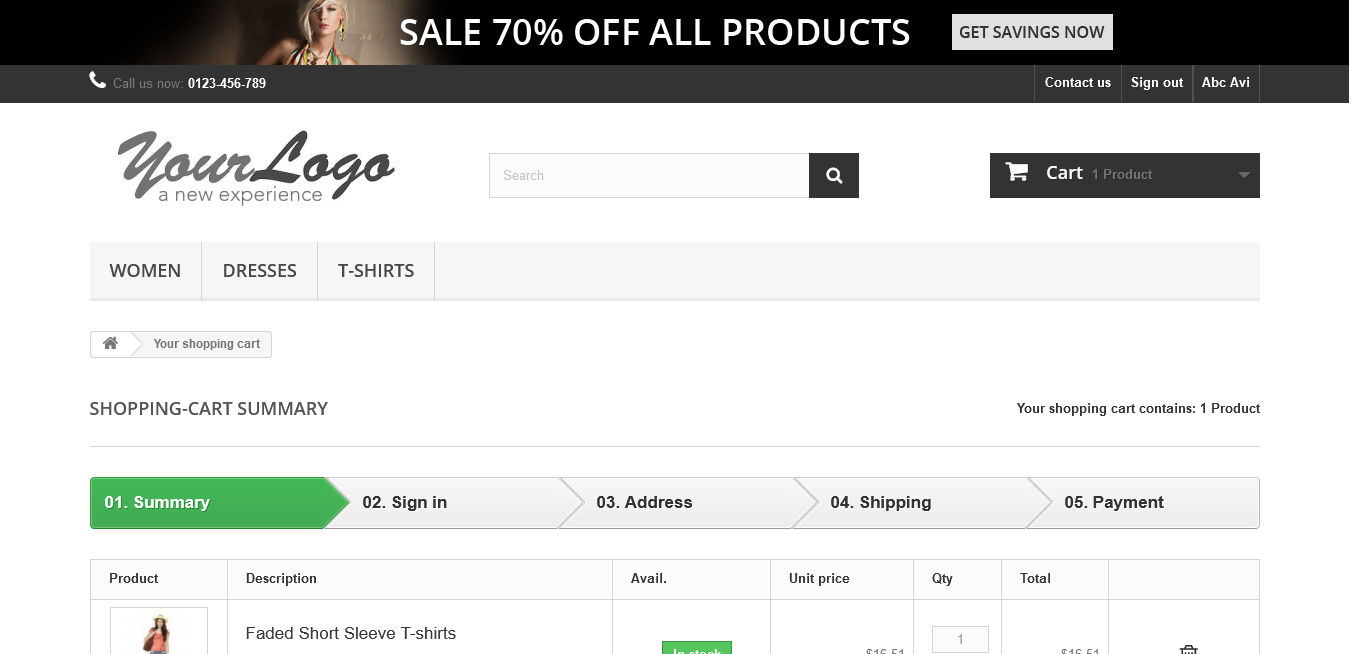 SALE 70% OFF ALL PRODUCTS GET SAVINGS NOW
Call us now: 0123-456-789 Contact us Sign out Abc Avi
YourLogo
a new experience
Search
Cart 1 Product
WOMEN DRESSES T-SHIRTS
Your shopping cart
SHOPPING-CART SUMMARY Your shopping cart contains: 1 Product
01. Summary 02. Sign in 03. Address 04. Shipping 05. Payment
Product Description Avail. Unit price Qty Total
Faded Short Sleeve T-shirts
1
In stock $16.51 $16.51